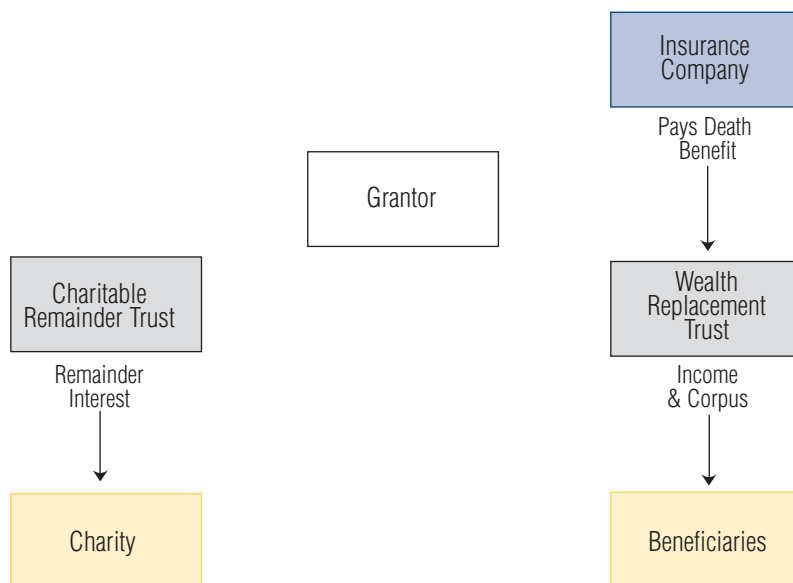 Insurance
Company
Pays Death
Benefit
Grantor
Charitable
Remainder Trust
Wealth
Replacement
Trust
Remainder
Interest
Income
& Corpus
Charity
Beneficiaries